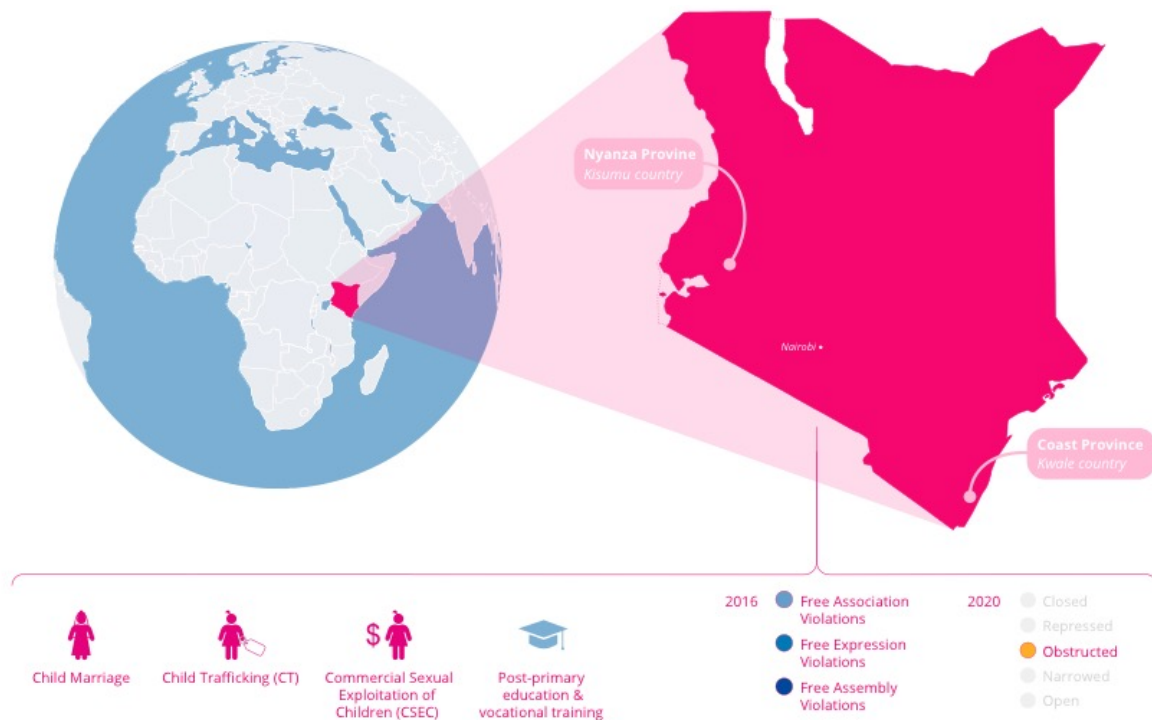 Nyanza Provine
Kisumu country
Nairobi
Coast Province
Kwale country
Child Marriage
Child Trafficking (CT)
$
Commercial Sexual
Exploitation of
Children (CSEC)
Post-primary
education &
vocational training
2016
Free Association
Violations
Free Expression
Violations
Free Assembly
Violations
2020
Closed
Repressed
Obstructed
Narrowed
Open